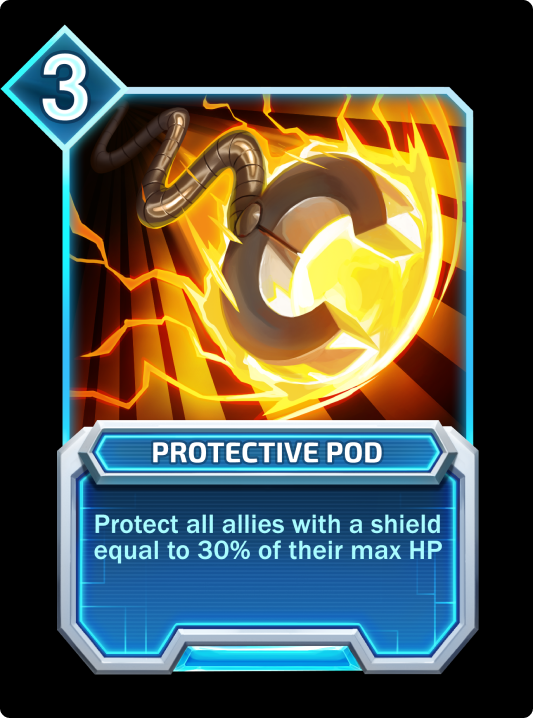 3
PROTECTIVE POD
Protect all allies with a shield
equal to 30% of their max HP